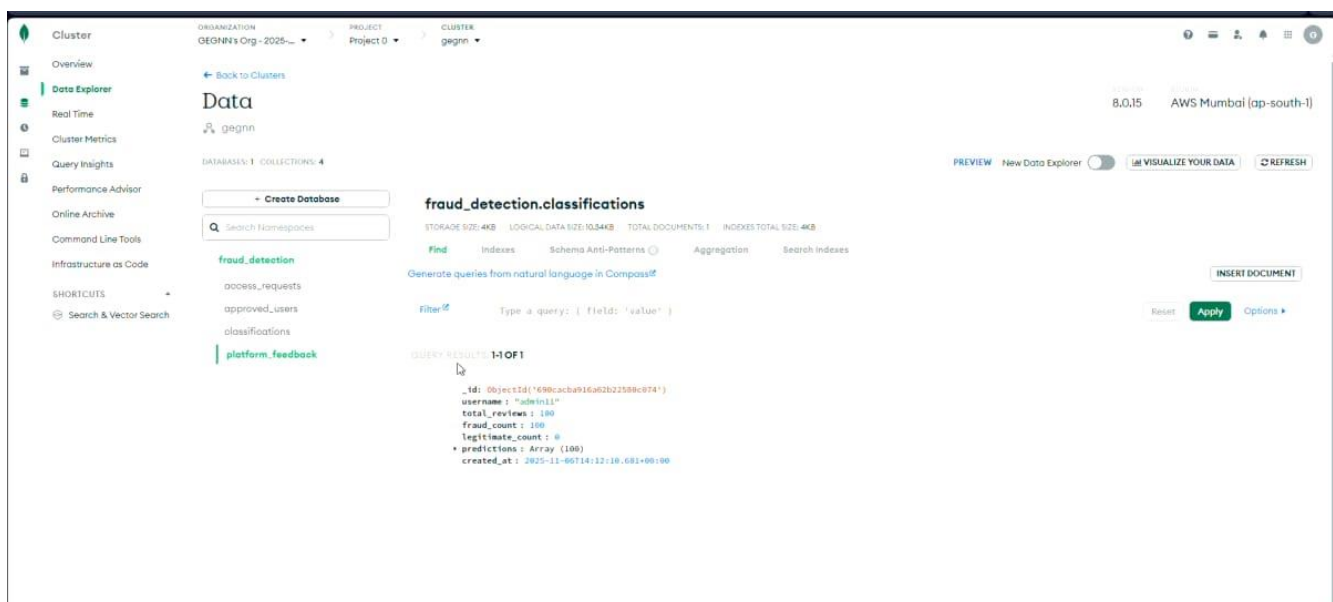 Cluster
ORGANIZATION
GEGNN's Org - 2025-...
PROJECT
Project 0
CLUSTER
gegnn
Overview
Data Explorer
Real Time
Cluster Metrics
Query Insights
Performance Advisor
Online Archive
Command Line Tools
Infrastructure as Code
SHORTCUTS
Search & Vector Search
← Back to Clusters
Data
gegnn
8.0.15
AWS Mumbai (ap-south-1)
DATABASES: 1 COLLECTIONS: 4
PREVIEW New Data Explorer
VISUALIZE YOUR DATA
REFRESH
+ Create Database
Search Namespaces
fraud_detection
access_requests
approved_users
classifications
platform_feedback
fraud_detection.classifications
STORAGE SIZE: 4KB LOGICAL DATA SIZE: 10.34KB TOTAL DOCUMENTS: 1 INDEXES TOTAL SIZE: 4KB
Find Indexes Schema Anti-Patterns Aggregation Search Indexes
Generate queries from natural language in Compass
INSERT DOCUMENT
Filter
Type a query: { field: 'value' }
Reset Apply Options
QUERY RESULTS: 1-1 OF 1
_id: ObjectId('690cacba916a62b22580c074')
username : "admin11"
total_reviews : 100
fraud_count : 100
legitimate_count : 0
predictions : Array (100)
created_at : 2025-11-06T14:12:10.681+00:00